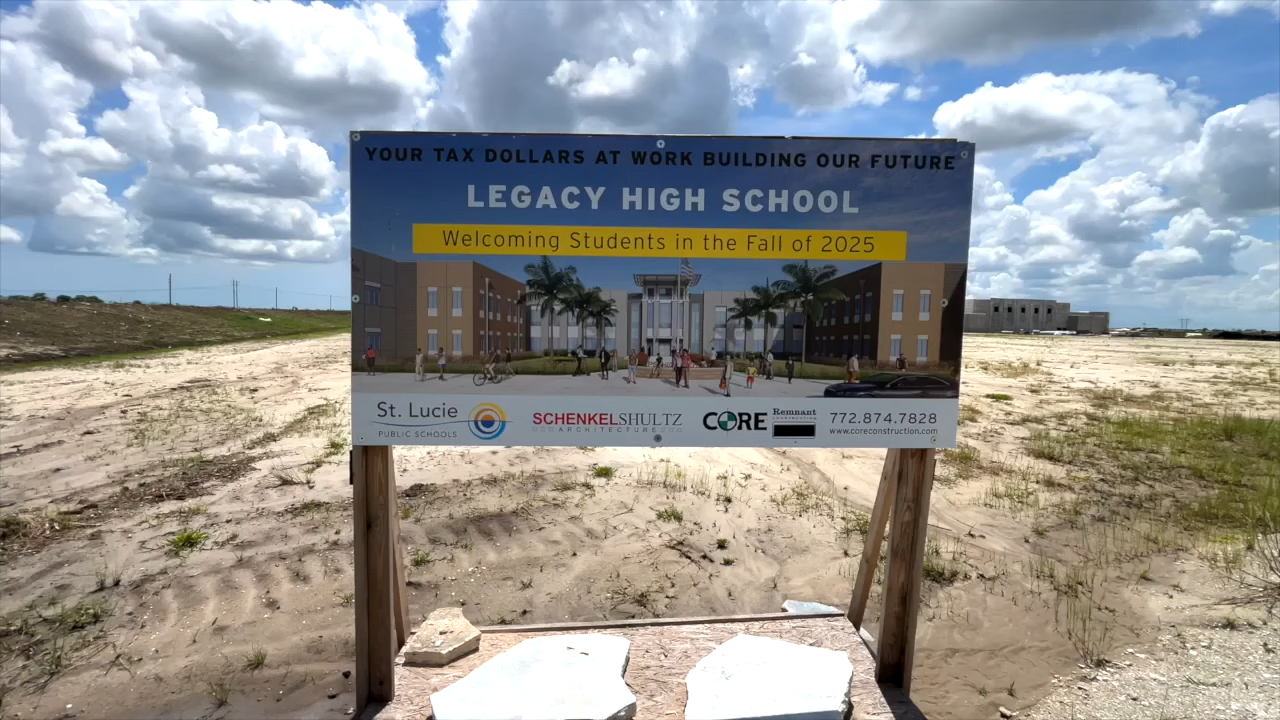 YOUR TAX DOLLARS AT WORK BUILDING OUR FUTURE
LEGACY HIGH SCHOOL
Welcoming Students in the Fall of 2025
St. Lucie
PUBLIC SCHOOLS
SCHENKELSHULTZ
ARCHITECTURE
CORE
Remnant
CONSTRUCTION
772.874.7828
www.coreconstruction.com